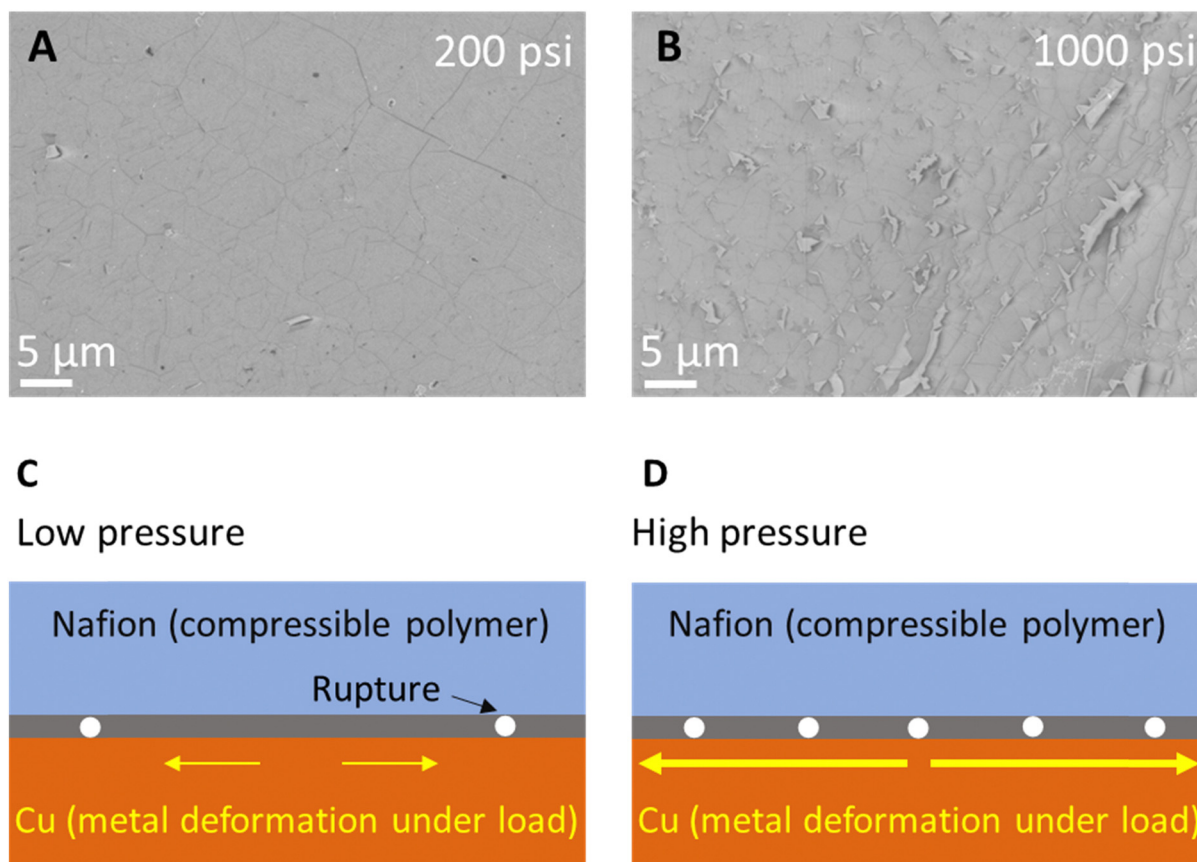 A
200 psi
5 µm
B
1000 psi
5 µm
C
Low pressure
Nafion (compressible polymer)
Rupture
Cu (metal deformation under load)
D
High pressure
Nafion (compressible polymer)
Cu (metal deformation under load)